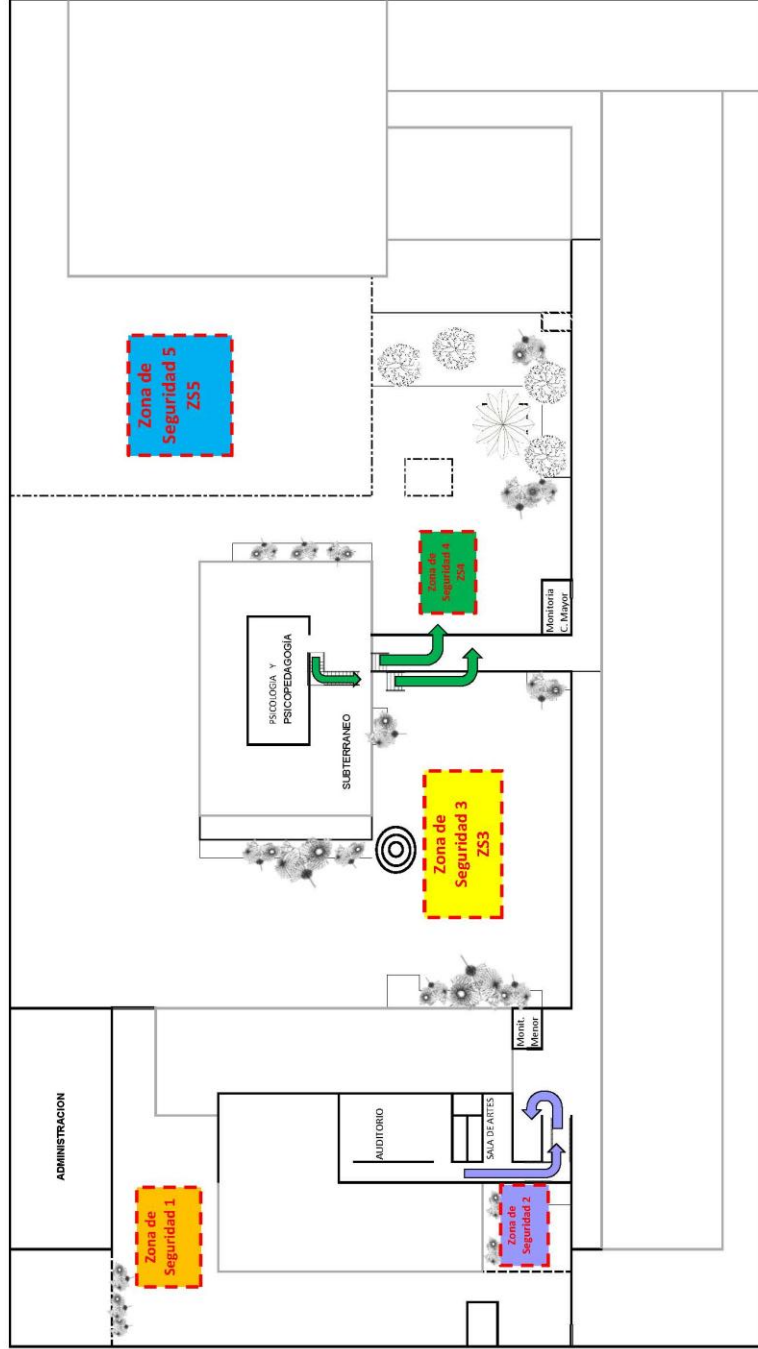 ADMINISTRACION
Zona de
Seguridad 1
Zona de
Seguridad 5
ZS5
PSICOLOGIA Y
PSICOPEDAGOGÍA
SUBTERRANEO
AUDITORIO
Zona de
Seguridad 3
ZS3
Zona de
Seguridad 4
ZS4
SALA DE ARTES
Zona de
Seguridad 2
Monit.
Menor
Monitoria
C. Mayor